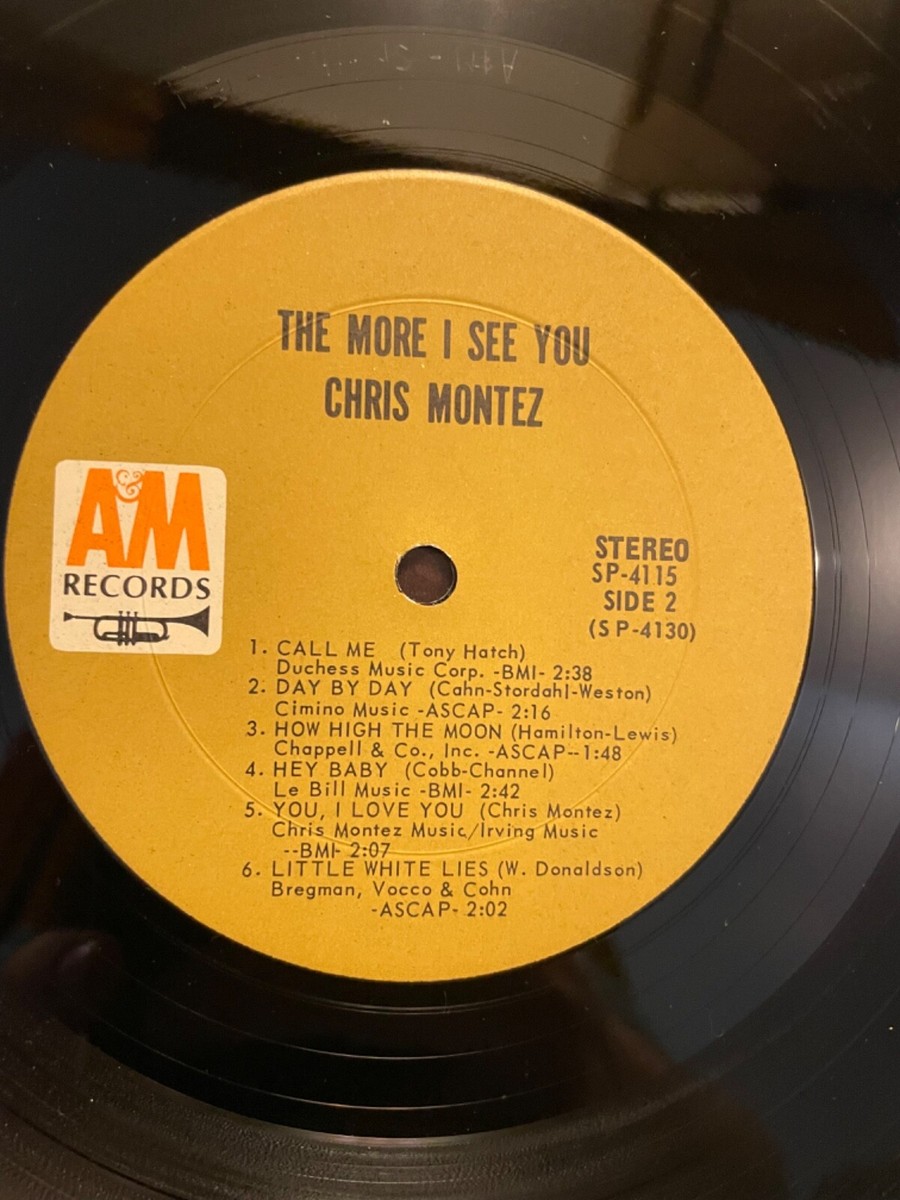 THE MORE I SEE YOU
CHRIS MONTEZ
A&M
RECORDS
STEREO
SP-4115
SIDE 2
(SP-4130)
1. CALL ME (Tony Hatch)
Duchess Music Corp. -BMI- 2:38
2. DAY BY DAY (Cahn-Stordahl-Weston)
Cimino Music -ASCAP- 2:16
3. HOW HIGH THE MOON (Hamilton-Lewis)
Chappell & Co., Inc. -ASCAP--1:48
4. HEY BABY (Cobb-Channel)
Le Bill Music -BMI- 2:42
5. YOU, I LOVE YOU (Chris Montez)
Chris Montez Music/Irving Music
--BMI- 2:07
6. LITTLE WHITE LIES (W. Donaldson)
Bregman, Vocco & Cohn
-ASCAP- 2:02